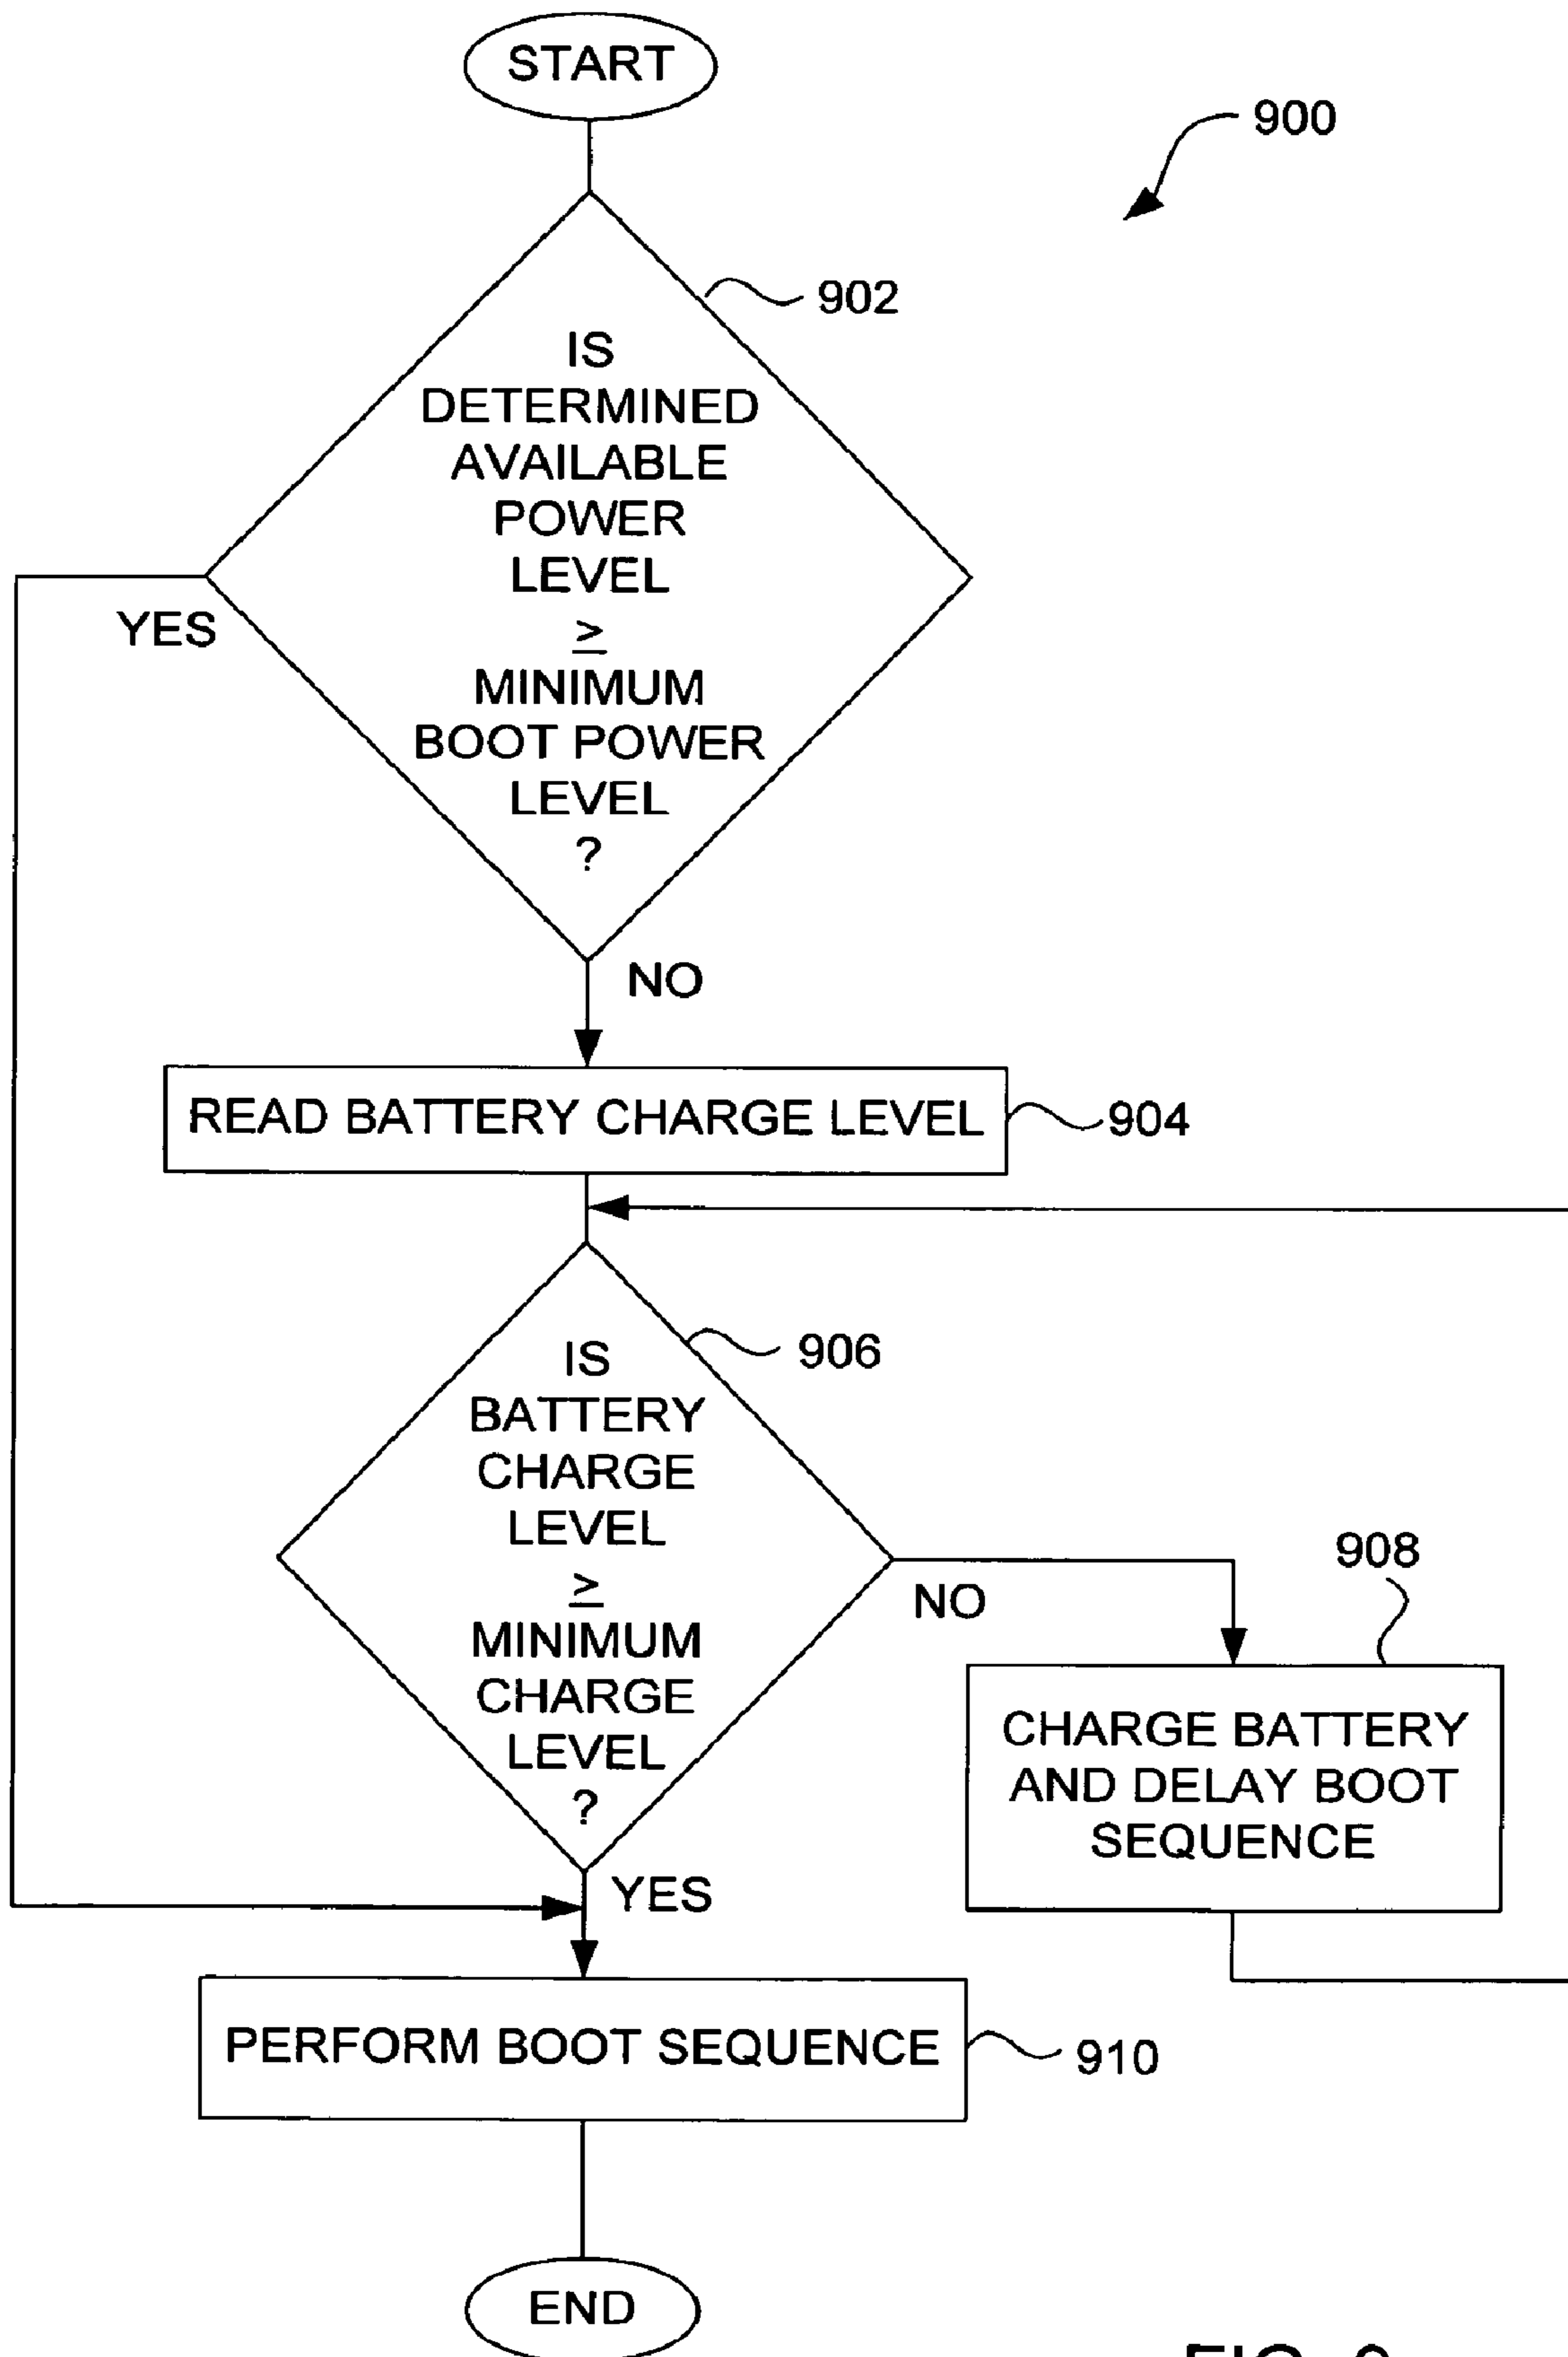 START
900
902
IS
DETERMINED
AVAILABLE
POWER
LEVEL
≥
MINIMUM
BOOT POWER
LEVEL
?
YES
NO
READ BATTERY CHARGE LEVEL
904
906
IS
BATTERY
CHARGE
LEVEL
≥
MINIMUM
CHARGE
LEVEL
?
NO
908
CHARGE BATTERY
AND DELAY BOOT
SEQUENCE
YES
PERFORM BOOT SEQUENCE
910
END